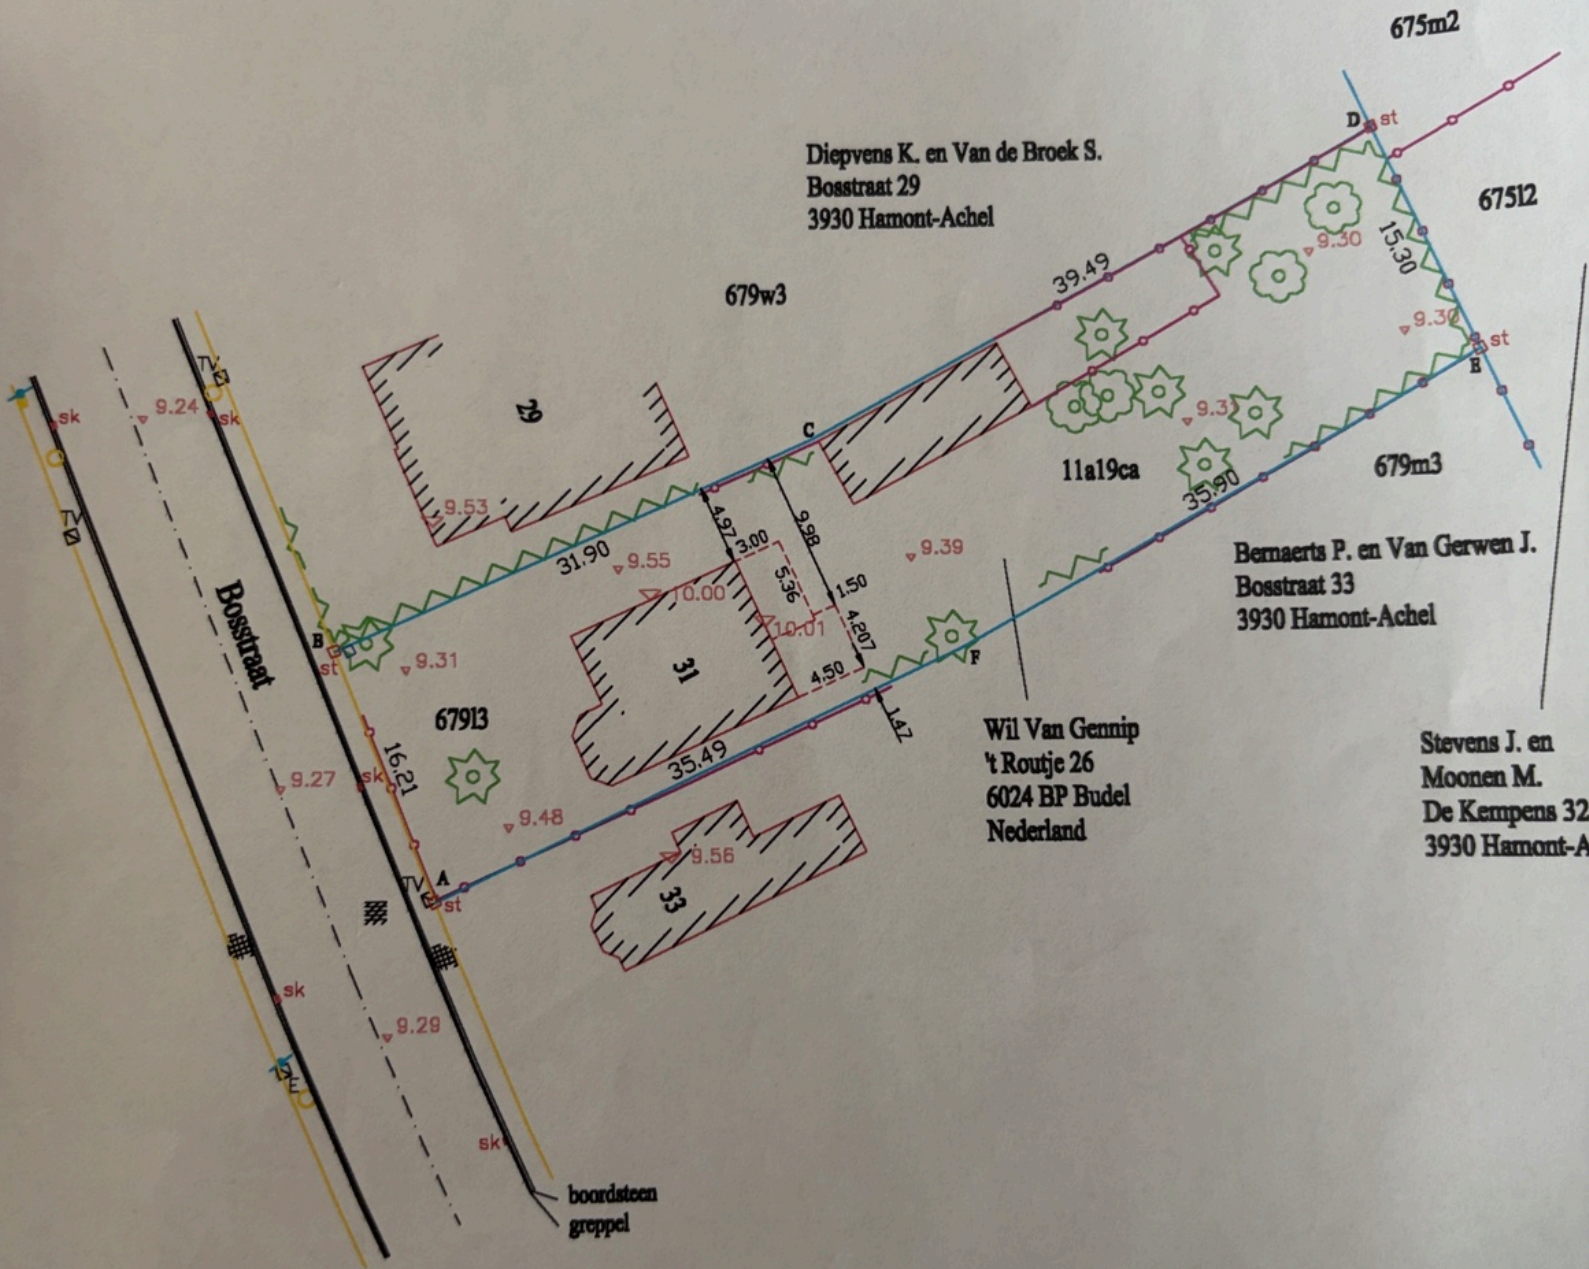 675m2
D
st
Diepvens K. en Van de Broek S.
Bosstraat 29
3930 Hamont-Achel
67512
15.30
9.30
39.49
679w3
9.30
st
E
TV
sk
9.24
sk
29
C
9.3
11a19ca
679m3
35.90
TV
9.53
4.97
3.00
9.98
9.39
31.90
9.55
5.36
1.50
10.00
10.01
4.207
Bernaerts P. en Van Gerwen J.
Bosstraat 33
3930 Hamont-Achel
Bosstraat
B
st
9.31
31
4.50
F
67913
16.21
sk
9.27
35.49
1.47
Wil Van Gennip
't Routje 26
6024 BP Budel
Nederland
Stevens J. en
Moonen M.
De Kempens 32
3930 Hamont-A
9.48
9.56
33
TV
A
st
sk
9.29
sk
boordsteen
greppel